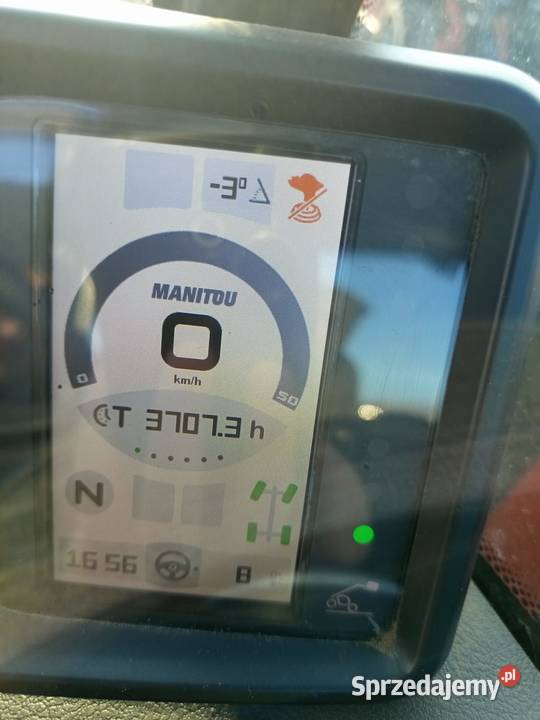 -3°
MANITOU
0
km/h
0 50
T 3707.3 h
N
16 56
8
Sprzedajemy.pl